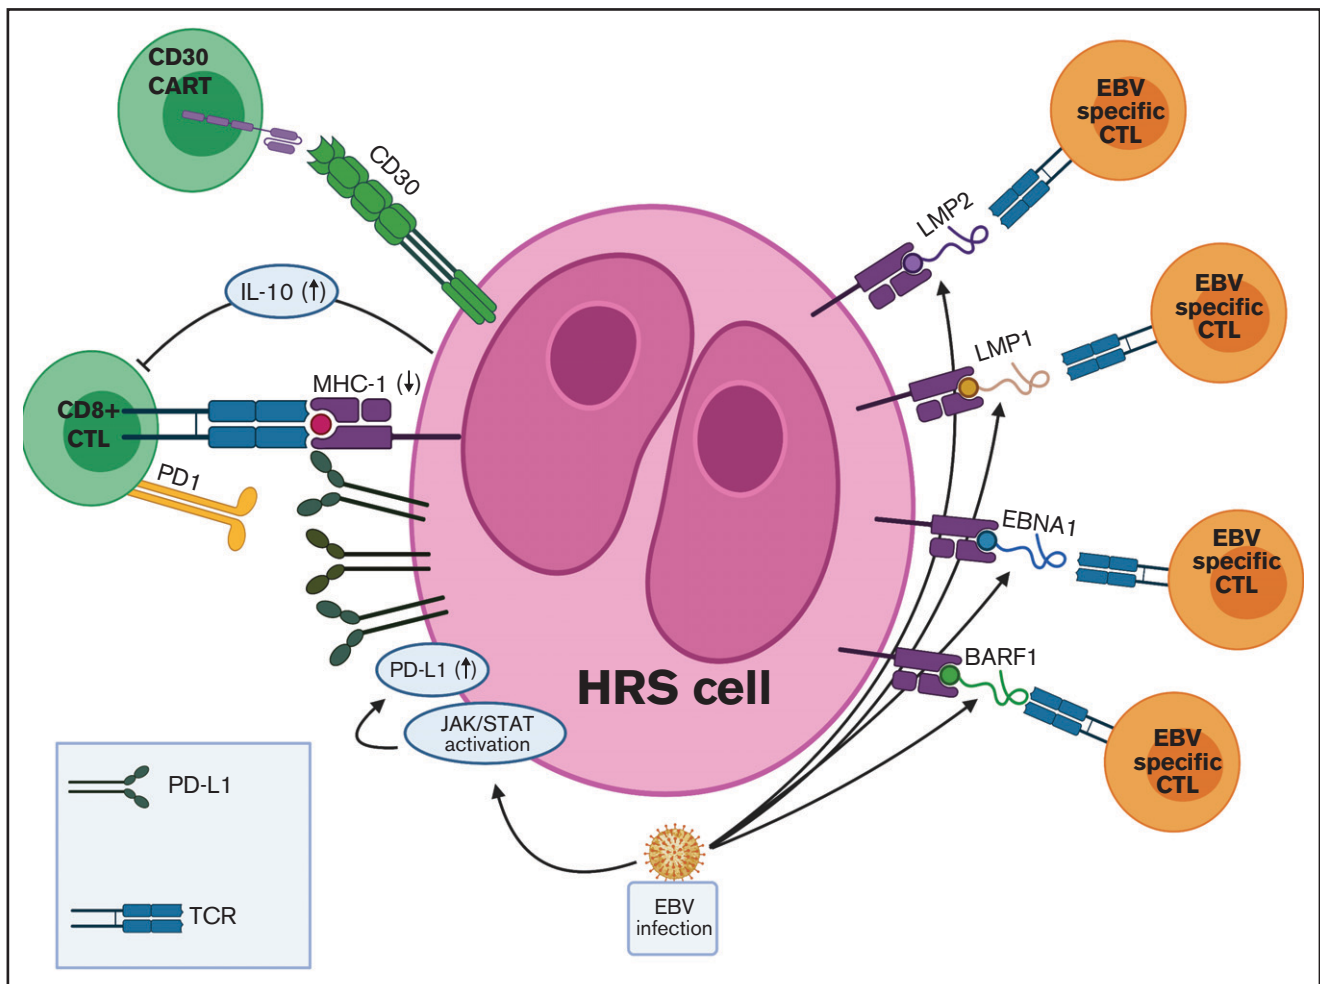 CD30
CART
CD30
IL-10 (↑)
MHC-1 (↓)
CD8+
CTL
PD1
PD-L1 (↑)
JAK/STAT
activation
HRS cell
EBV
infection
LMP2
EBV
specific
CTL
LMP1
EBV
specific
CTL
EBNA1
EBV
specific
CTL
BARF1
EBV
specific
CTL
PD-L1
TCR